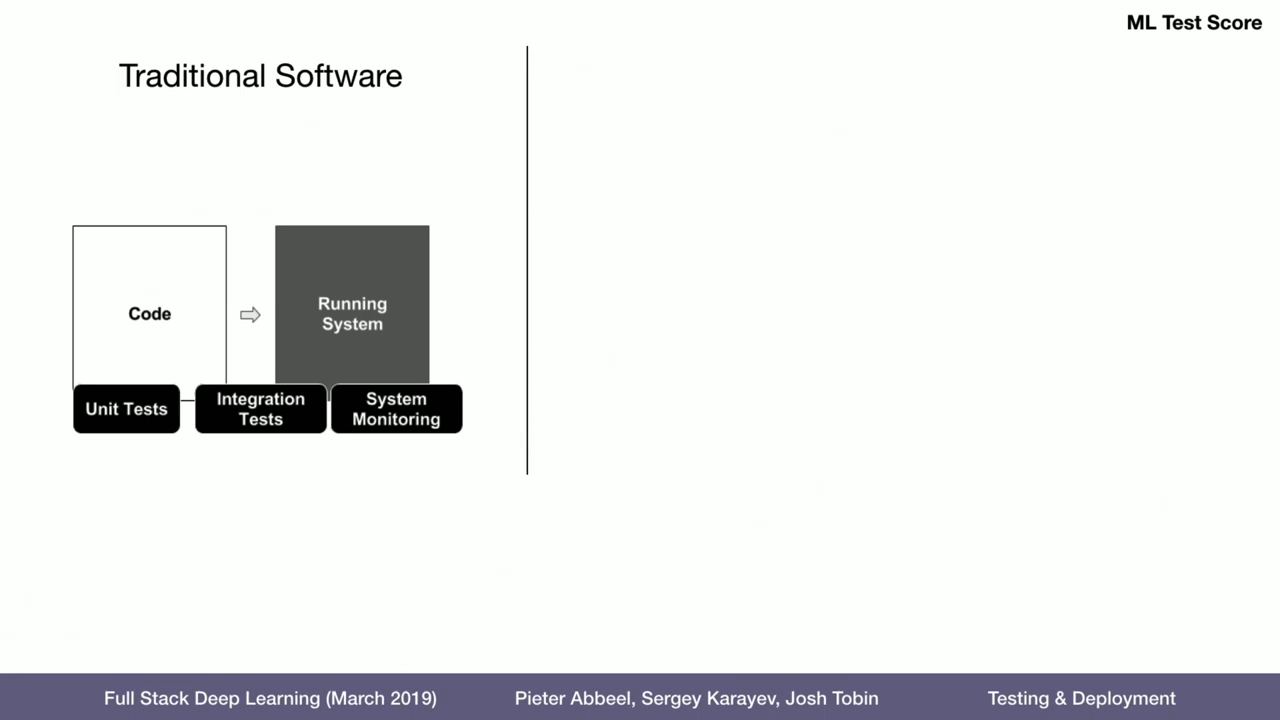 ML Test Score
Traditional Software
Code
Running
System
Unit Tests
Integration
Tests
System
Monitoring
Full Stack Deep Learning (March 2019)
Pieter Abbeel, Sergey Karayev, Josh Tobin
Testing & Deployment